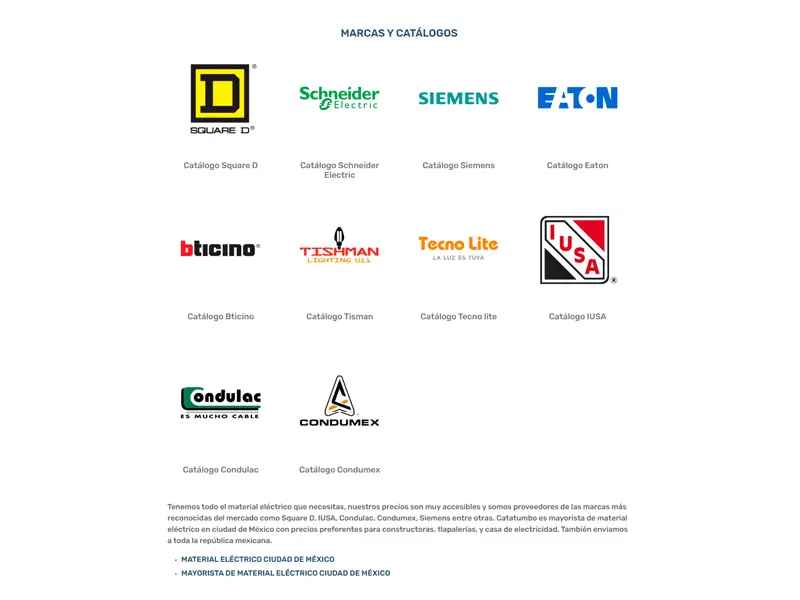 MARCAS Y CATÁLOGOS
D
®
SQUARE D®
Schneider
Electric
SIEMENS
EATON
Catálogo Square D
Catálogo Schneider
Electric
Catálogo Siemens
Catálogo Eaton
bticino®
TISHMAN
LIGHTING U11
Tecno Lite
LA LUZ ES TUYA
IUSA
®
Catálogo Bticino
Catálogo Tisman
Catálogo Tecno lite
Catálogo IUSA
Condulac
ES MUCHO CABLE
CONDUMEX
Catálogo Condulac
Catálogo Condumex
Tenemos todo el material eléctrico que necesitas, nuestros precios son muy accesibles y somos proveedores de las marcas más
reconocidas del mercado como Square D, IUSA, Condulac, Condumex, Siemens entre otras. Catatumbo es mayorista de material
eléctrico en ciudad de México con precios preferentes para constructoras, tlapalerías, y casa de electricidad. También enviamos
a toda la república mexicana.
• MATERIAL ELÉCTRICO CIUDAD DE MÉXICO
• MAYORISTA DE MATERIAL ELÉCTRICO CIUDAD DE MÉXICO